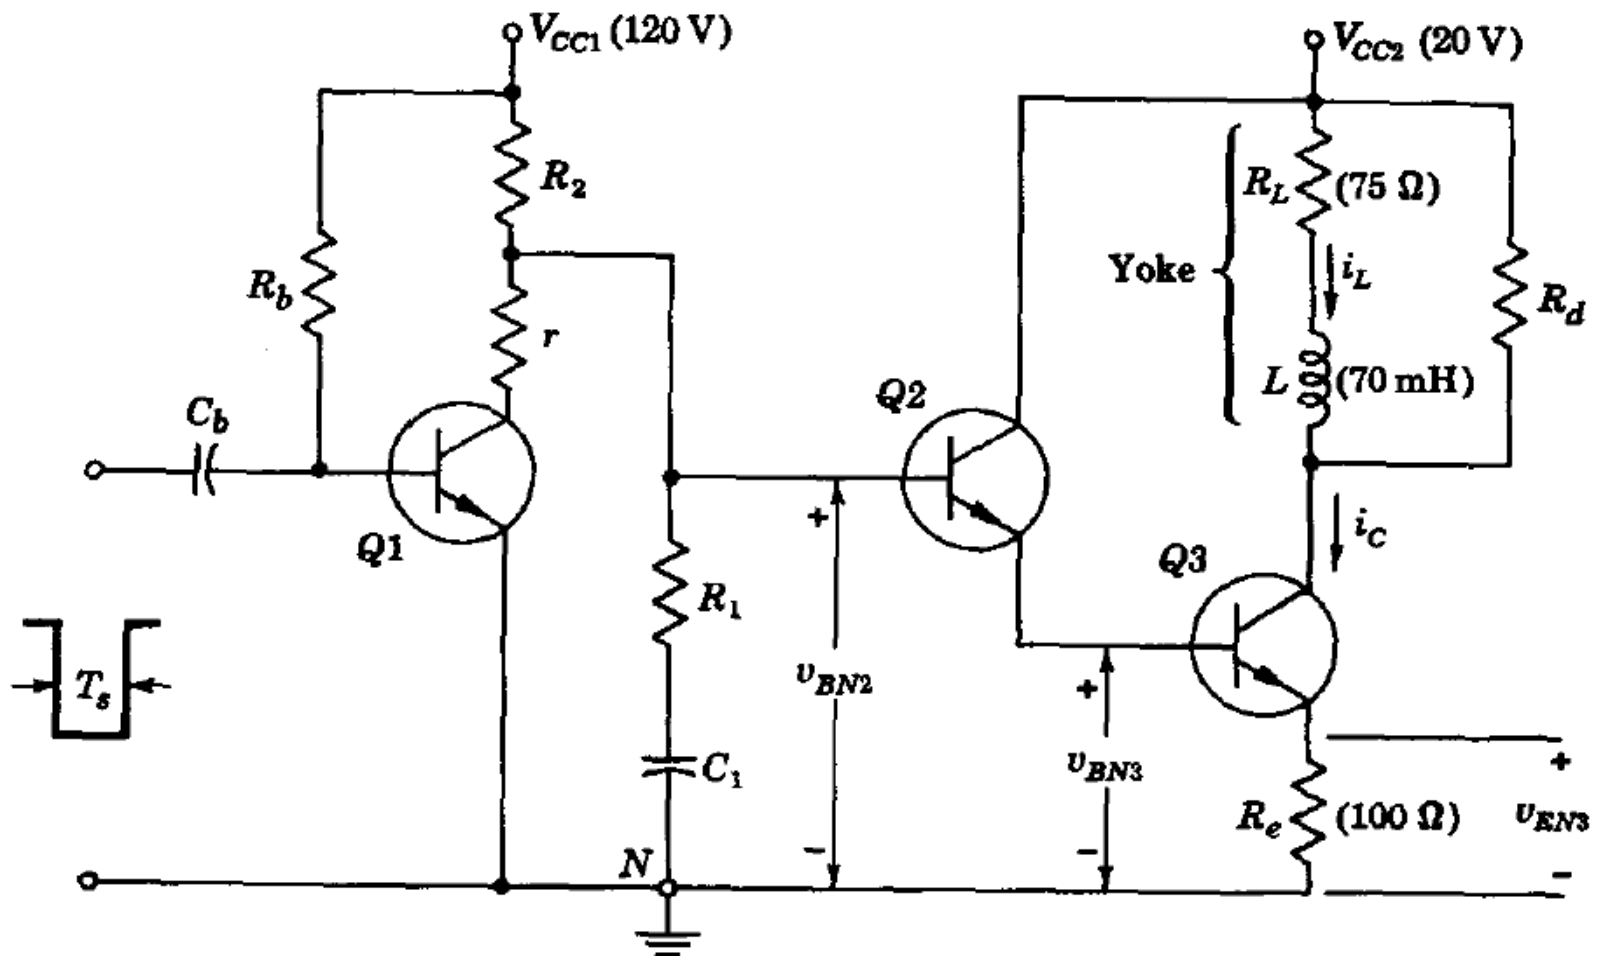 V_CC1 (120 V)
V_CC2 (20 V)
R_2
R_L (75 Ω)
R_b
r
Yoke
i_L
R_d
L (70 mH)
C_b
Q2
Q1
+
i_C
Q3
R_1
T_s
v_BN2
+
C_1
v_BN3
+
R_e (100 Ω)
v_EN3
N
-
-
-